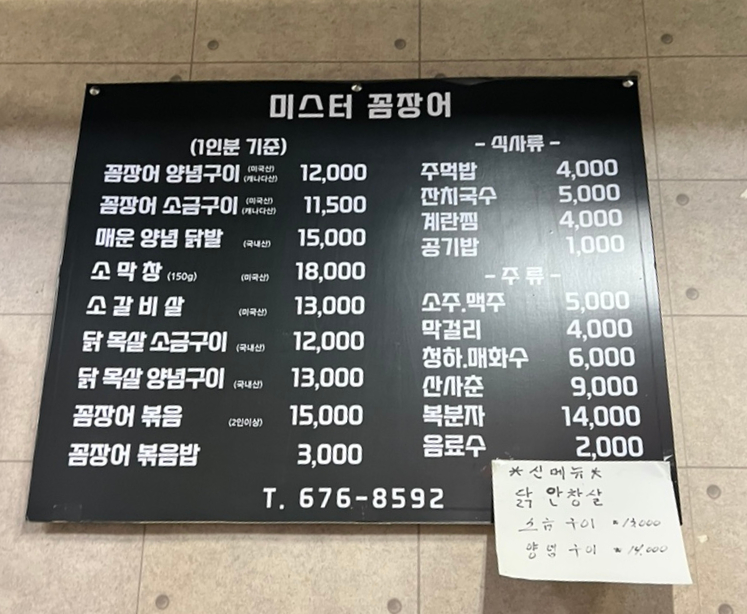 미스터 꼼장어
(1인분 기준)
꼼장어 양념구이 (미국산) (캐나다산) 12,000
꼼장어 소금구이 (미국산) (캐나다산) 11,500
매운 양념 닭발 (국내산) 15,000
소 막 창 (150g) (미국산) 18,000
소 갈 비 살 (미국산) 13,000
닭 목살 소금구이 (국내산) 12,000
닭 목살 양념구이 (국내산) 13,000
꼼장어 볶음 (2인이상) 15,000
꼼장어 볶음밥 3,000
- 식사류 -
주먹밥 4,000
잔치국수 5,000
계란찜 4,000
공기밥 1,000
- 주 류 -
소주.맥주 5,000
막걸리 4,000
청하.매화수 6,000
산사춘 9,000
복분자 14,000
음료수 2,000
T. 676-8592
*신메뉴*
닭 안창살
소금 구이
양념 구이 14,000